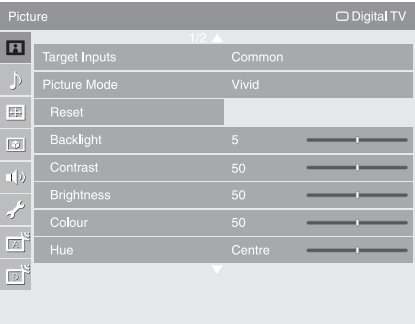 Picture Digital TV
1/2
Target Inputs Common
Picture Mode Vivid
Reset
Backlight 5
Contrast 50
Brightness 50
Colour 50
Hue Centre
A
D